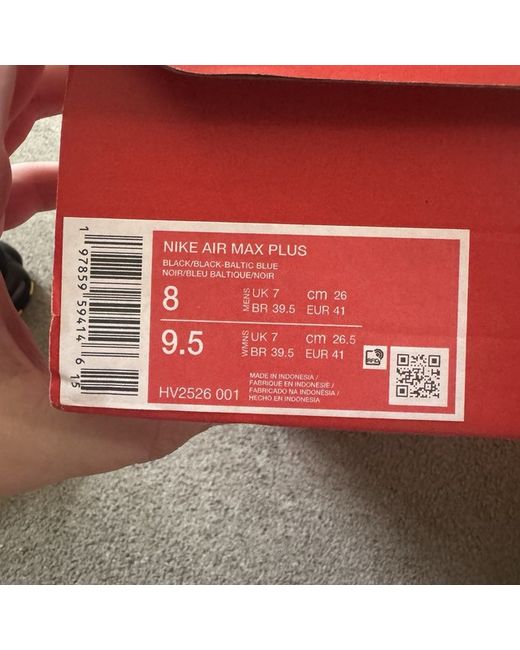 1 97859 59414 6 15
NIKE AIR MAX PLUS
BLACK/BLACK-BALTIC BLUE
NOIR/BLEU BALTIQUE/NOIR
8 MENS UK 7 cm 26
BR 39.5 EUR 41
9.5 WMNS UK 7 cm 26.5
BR 39.5 EUR 41
MADE IN INDONESIA /
FABRIQUE EN INDONESIE /
FABRICADO NA INDONÉSIA /
HECHO EN INDONESIA
HV2526 001
RFID